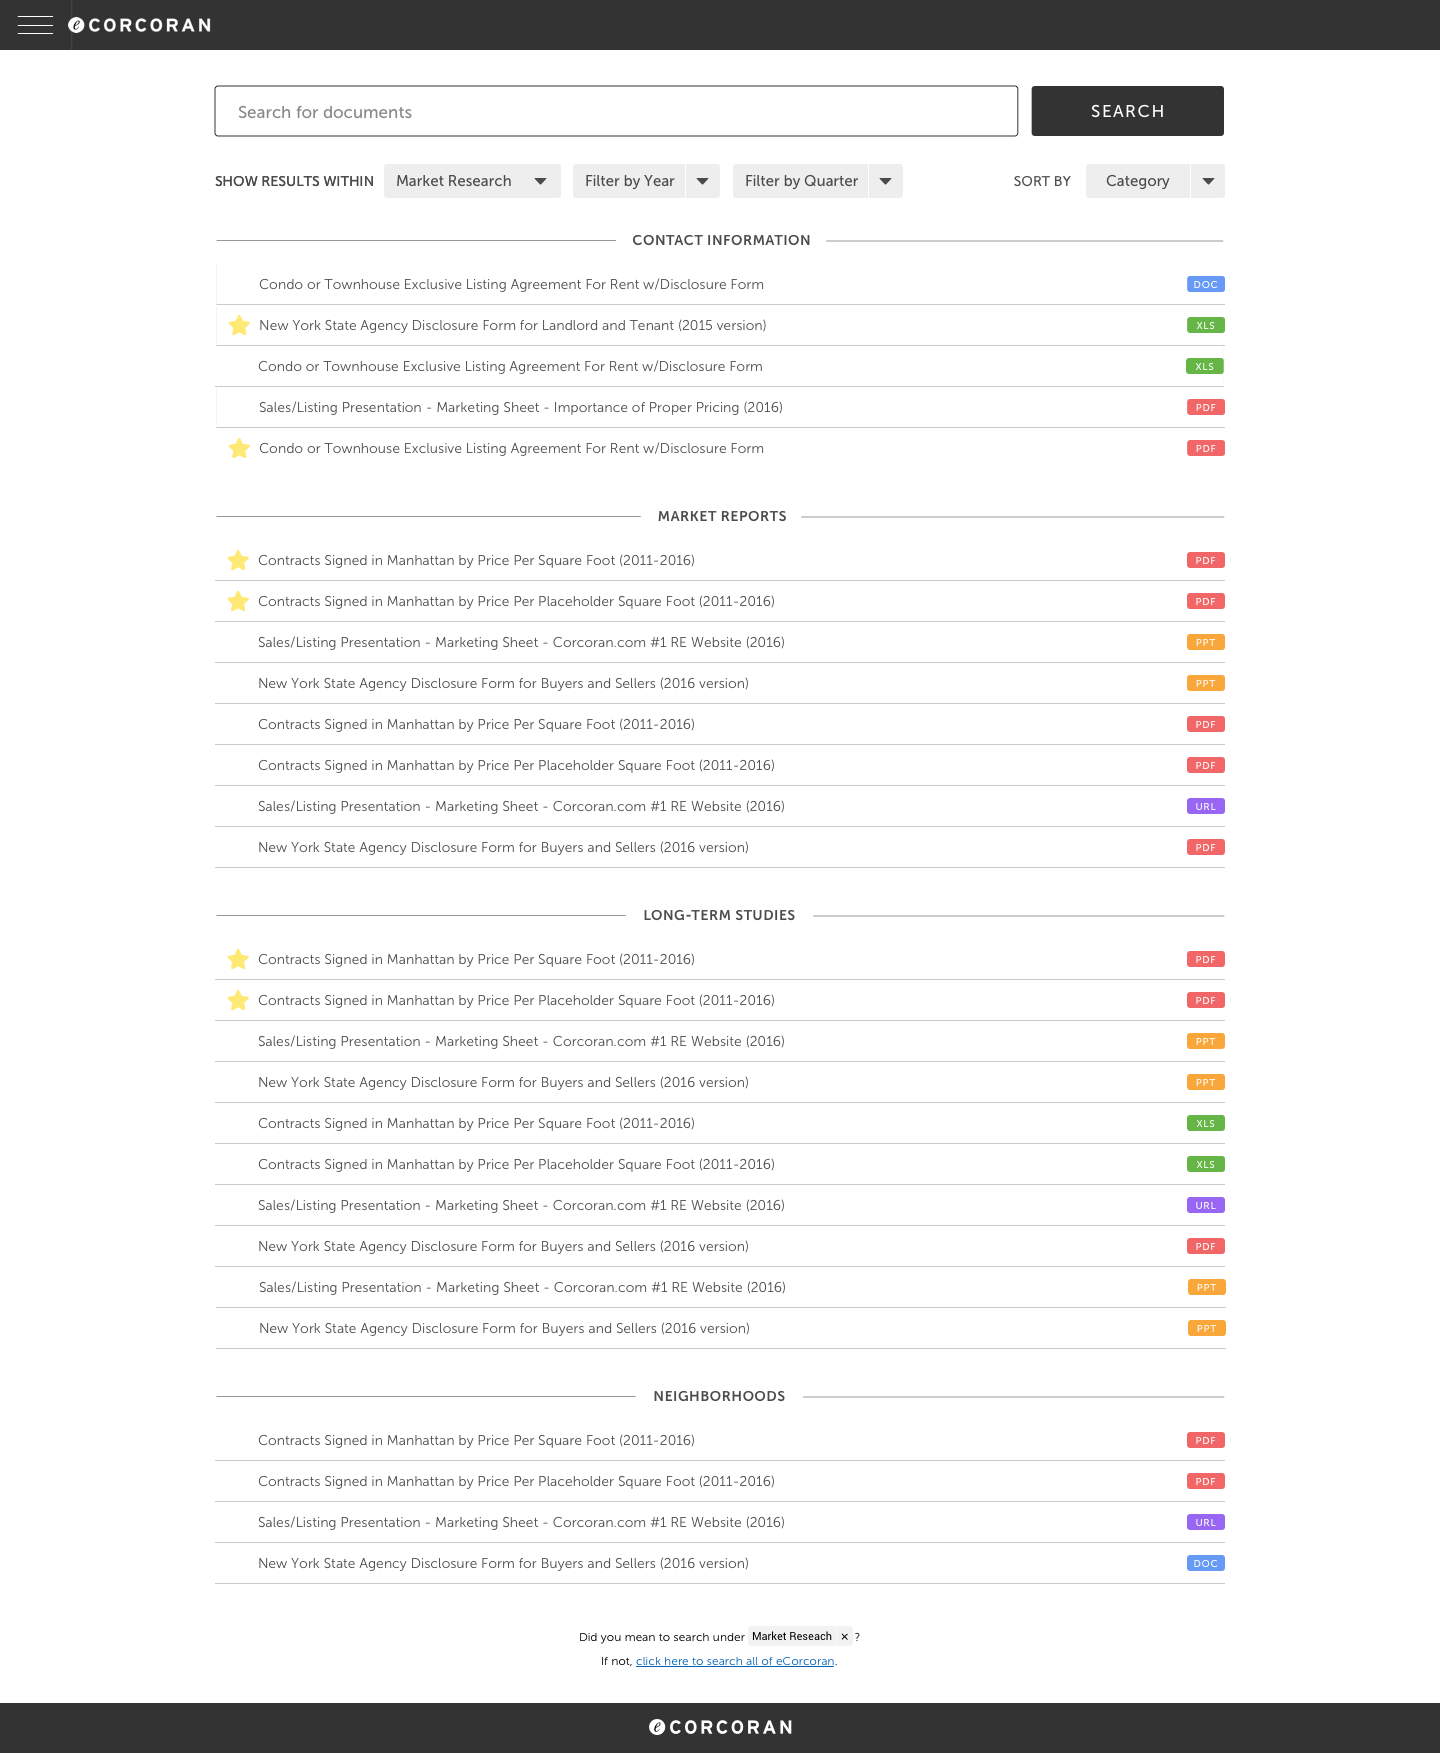 CORCORAN
Search for documents
SEARCH
SHOW RESULTS WITHIN Market Research Filter by Year Filter by Quarter SORT BY Category
CONTACT INFORMATION
Condo or Townhouse Exclusive Listing Agreement For Rent w/Disclosure Form DOC
New York State Agency Disclosure Form for Landlord and Tenant (2015 version) XLS
Condo or Townhouse Exclusive Listing Agreement For Rent w/Disclosure Form XLS
Sales/Listing Presentation - Marketing Sheet - Importance of Proper Pricing (2016) PDF
Condo or Townhouse Exclusive Listing Agreement For Rent w/Disclosure Form PDF
MARKET REPORTS
Contracts Signed in Manhattan by Price Per Square Foot (2011-2016) PDF
Contracts Signed in Manhattan by Price Per Placeholder Square Foot (2011-2016) PDF
Sales/Listing Presentation - Marketing Sheet - Corcoran.com #1 RE Website (2016) PPT
New York State Agency Disclosure Form for Buyers and Sellers (2016 version) PPT
Contracts Signed in Manhattan by Price Per Square Foot (2011-2016) PDF
Contracts Signed in Manhattan by Price Per Placeholder Square Foot (2011-2016) PDF
Sales/Listing Presentation - Marketing Sheet - Corcoran.com #1 RE Website (2016) URL
New York State Agency Disclosure Form for Buyers and Sellers (2016 version) PDF
LONG-TERM STUDIES
Contracts Signed in Manhattan by Price Per Square Foot (2011-2016) PDF
Contracts Signed in Manhattan by Price Per Placeholder Square Foot (2011-2016) PDF
Sales/Listing Presentation - Marketing Sheet - Corcoran.com #1 RE Website (2016) PPT
New York State Agency Disclosure Form for Buyers and Sellers (2016 version) PPT
Contracts Signed in Manhattan by Price Per Square Foot (2011-2016) XLS
Contracts Signed in Manhattan by Price Per Placeholder Square Foot (2011-2016) XLS
Sales/Listing Presentation - Marketing Sheet - Corcoran.com #1 RE Website (2016) URL
New York State Agency Disclosure Form for Buyers and Sellers (2016 version) PDF
Sales/Listing Presentation - Marketing Sheet - Corcoran.com #1 RE Website (2016) PPT
New York State Agency Disclosure Form for Buyers and Sellers (2016 version) PPT
NEIGHBORHOODS
Contracts Signed in Manhattan by Price Per Square Foot (2011-2016) PDF
Contracts Signed in Manhattan by Price Per Placeholder Square Foot (2011-2016) PDF
Sales/Listing Presentation - Marketing Sheet - Corcoran.com #1 RE Website (2016) URL
New York State Agency Disclosure Form for Buyers and Sellers (2016 version) DOC
Did you mean to search under Market Reseach × ?
If not, click here to search all of eCorcoran.
CORCORAN